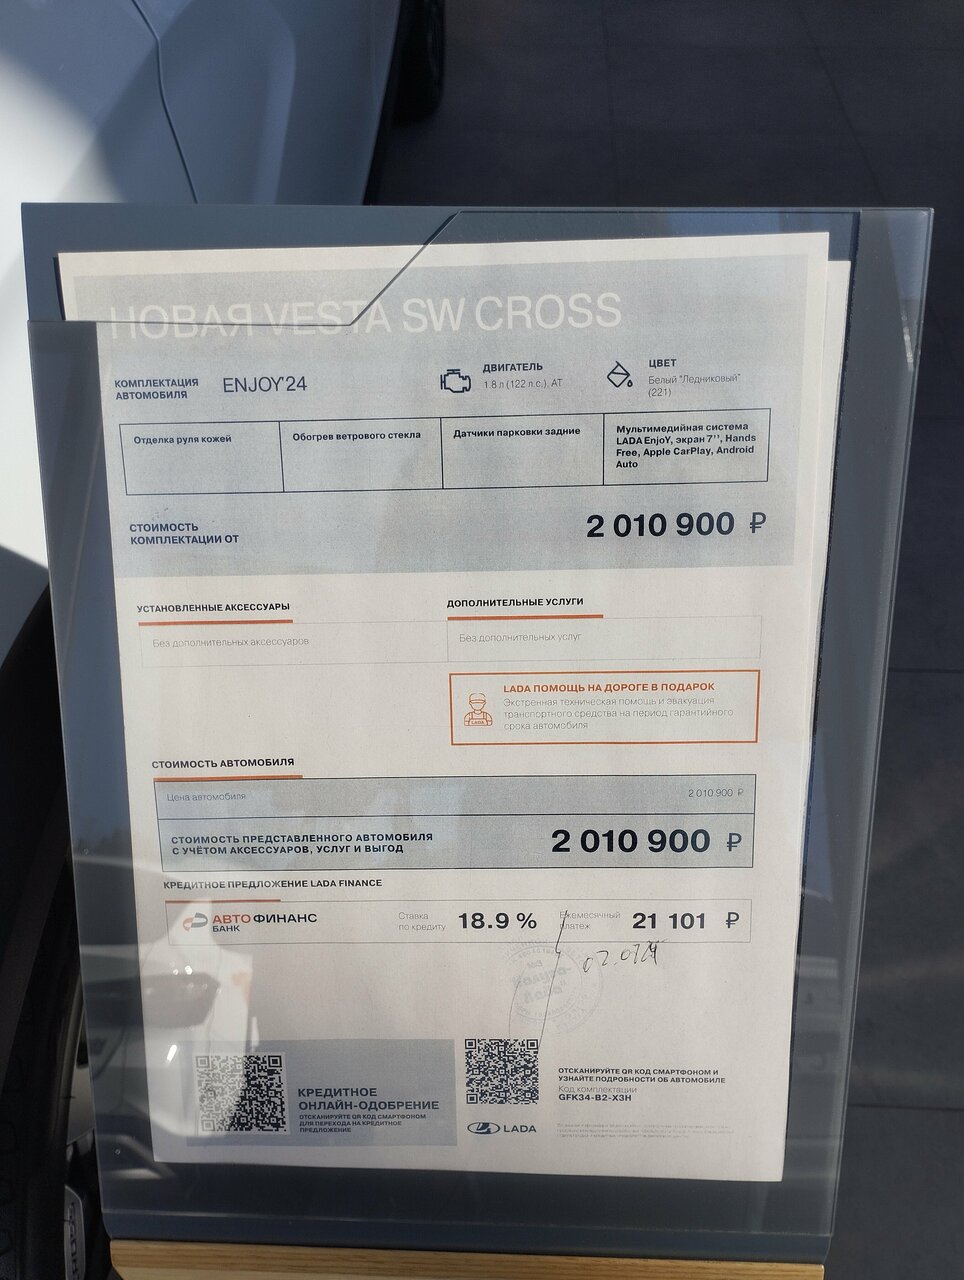 НОВАЯ VESTA SW CROSS
КОМПЛЕКТАЦИЯ
АВТОМОБИЛЯ
ENJOY'24
ДВИГАТЕЛЬ
1.8 л (122 л.с.), AT
ЦВЕТ
Белый "Ледниковый"
(221)
Отделка руля кожей
Обогрев ветрового стекла
Датчики парковки задние
Мультимедийная система
LADA EnjoY, экран 7'', Hands
Free, Apple CarPlay, Android
Auto
СТОИМОСТЬ
КОМПЛЕКТАЦИИ ОТ
2 010 900 ₽
УСТАНОВЛЕННЫЕ АКСЕССУАРЫ
Без дополнительных аксессуаров
ДОПОЛНИТЕЛЬНЫЕ УСЛУГИ
Без дополнительных услуг
LADA ПОМОЩЬ НА ДОРОГЕ В ПОДАРОК
Экстренная техническая помощь и эвакуация
транспортного средства на период гарантийного
срока автомобиля
LADA
СТОИМОСТЬ АВТОМОБИЛЯ
Цена автомобиля
2 010 900 ₽
СТОИМОСТЬ ПРЕДСТАВЛЕННОГО АВТОМОБИЛЯ
С УЧЁТОМ АКСЕССУАРОВ, УСЛУГ И ВЫГОД
2 010 900 ₽
КРЕДИТНОЕ ПРЕДЛОЖЕНИЕ LADA FINANCE
АВТОФИНАНС
БАНК
Ставка
по кредиту
18.9 %
Ежемесячный
платеж
21 101 ₽
КРЕДИТНОЕ
ОНЛАЙН-ОДОБРЕНИЕ
ОТСКАНИРУЙТЕ QR КОД СМАРТФОНОМ
ДЛЯ ПЕРЕХОДА НА КРЕДИТНОЕ
ПРЕДЛОЖЕНИЕ
ОТСКАНИРУЙТЕ QR КОД СМАРТФОНОМ И
УЗНАЙТЕ ПОДРОБНОСТИ ОБ АВТОМОБИЛЕ
Код комплектации
GFK34-B2-X3H
LADA